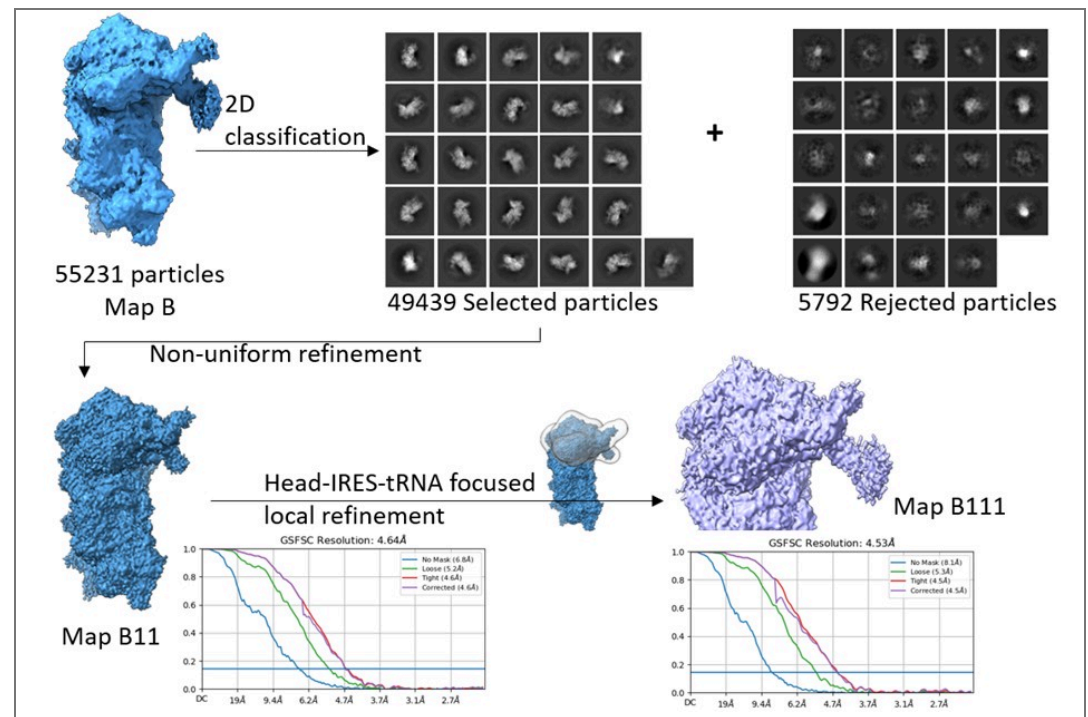 2D
classification
+
55231 particles
Map B
49439 Selected particles
5792 Rejected particles
Non-uniform refinement
Head-IRES-tRNA focused
local refinement
Map B111
Map B11
GSFSC Resolution: 4.64Å
No Mask (6.8Å)
Loose (5.2Å)
Tight (4.6Å)
Corrected (4.6Å)
1.0
0.8
0.6
0.4
0.2
0.0
DC 19Å 9.4Å 6.2Å 4.7Å 3.7Å 3.1Å 2.7Å
GSFSC Resolution: 4.53Å
No Mask (8.1Å)
Loose (5.3Å)
Tight (4.5Å)
Corrected (4.5Å)
1.0
0.8
0.6
0.4
0.2
0.0
DC 19Å 9.4Å 6.2Å 4.7Å 3.7Å 3.1Å 2.7Å